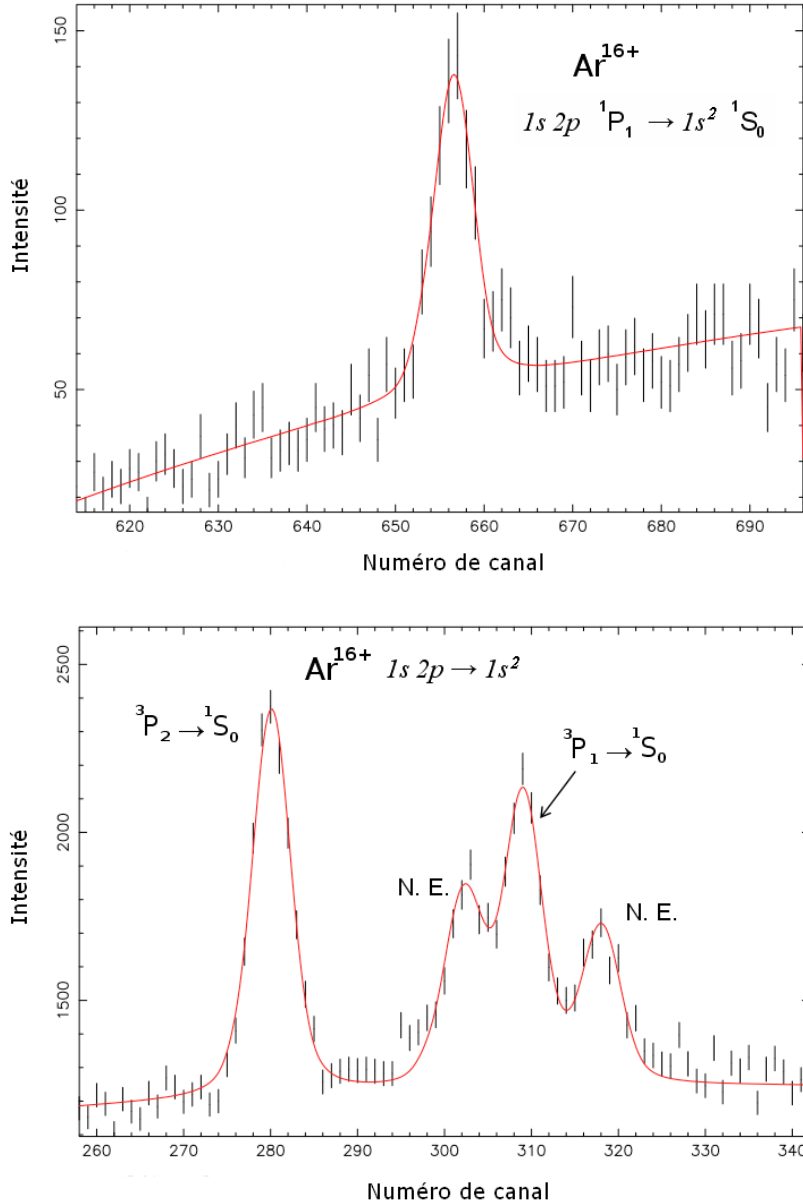 150
Ar¹⁶⁺
1s 2p ¹P₁ → 1s² ¹S₀
100
Intensité
50
620 630 640 650 660 670 680 690
Numéro de canal
2500
Ar¹⁶⁺ 1s 2p → 1s²
³P₂ → ¹S₀
³P₁ → ¹S₀
2000
Intensité
N. E.
N. E.
1500
260 270 280 290 300 310 320 330 340
Numéro de canal